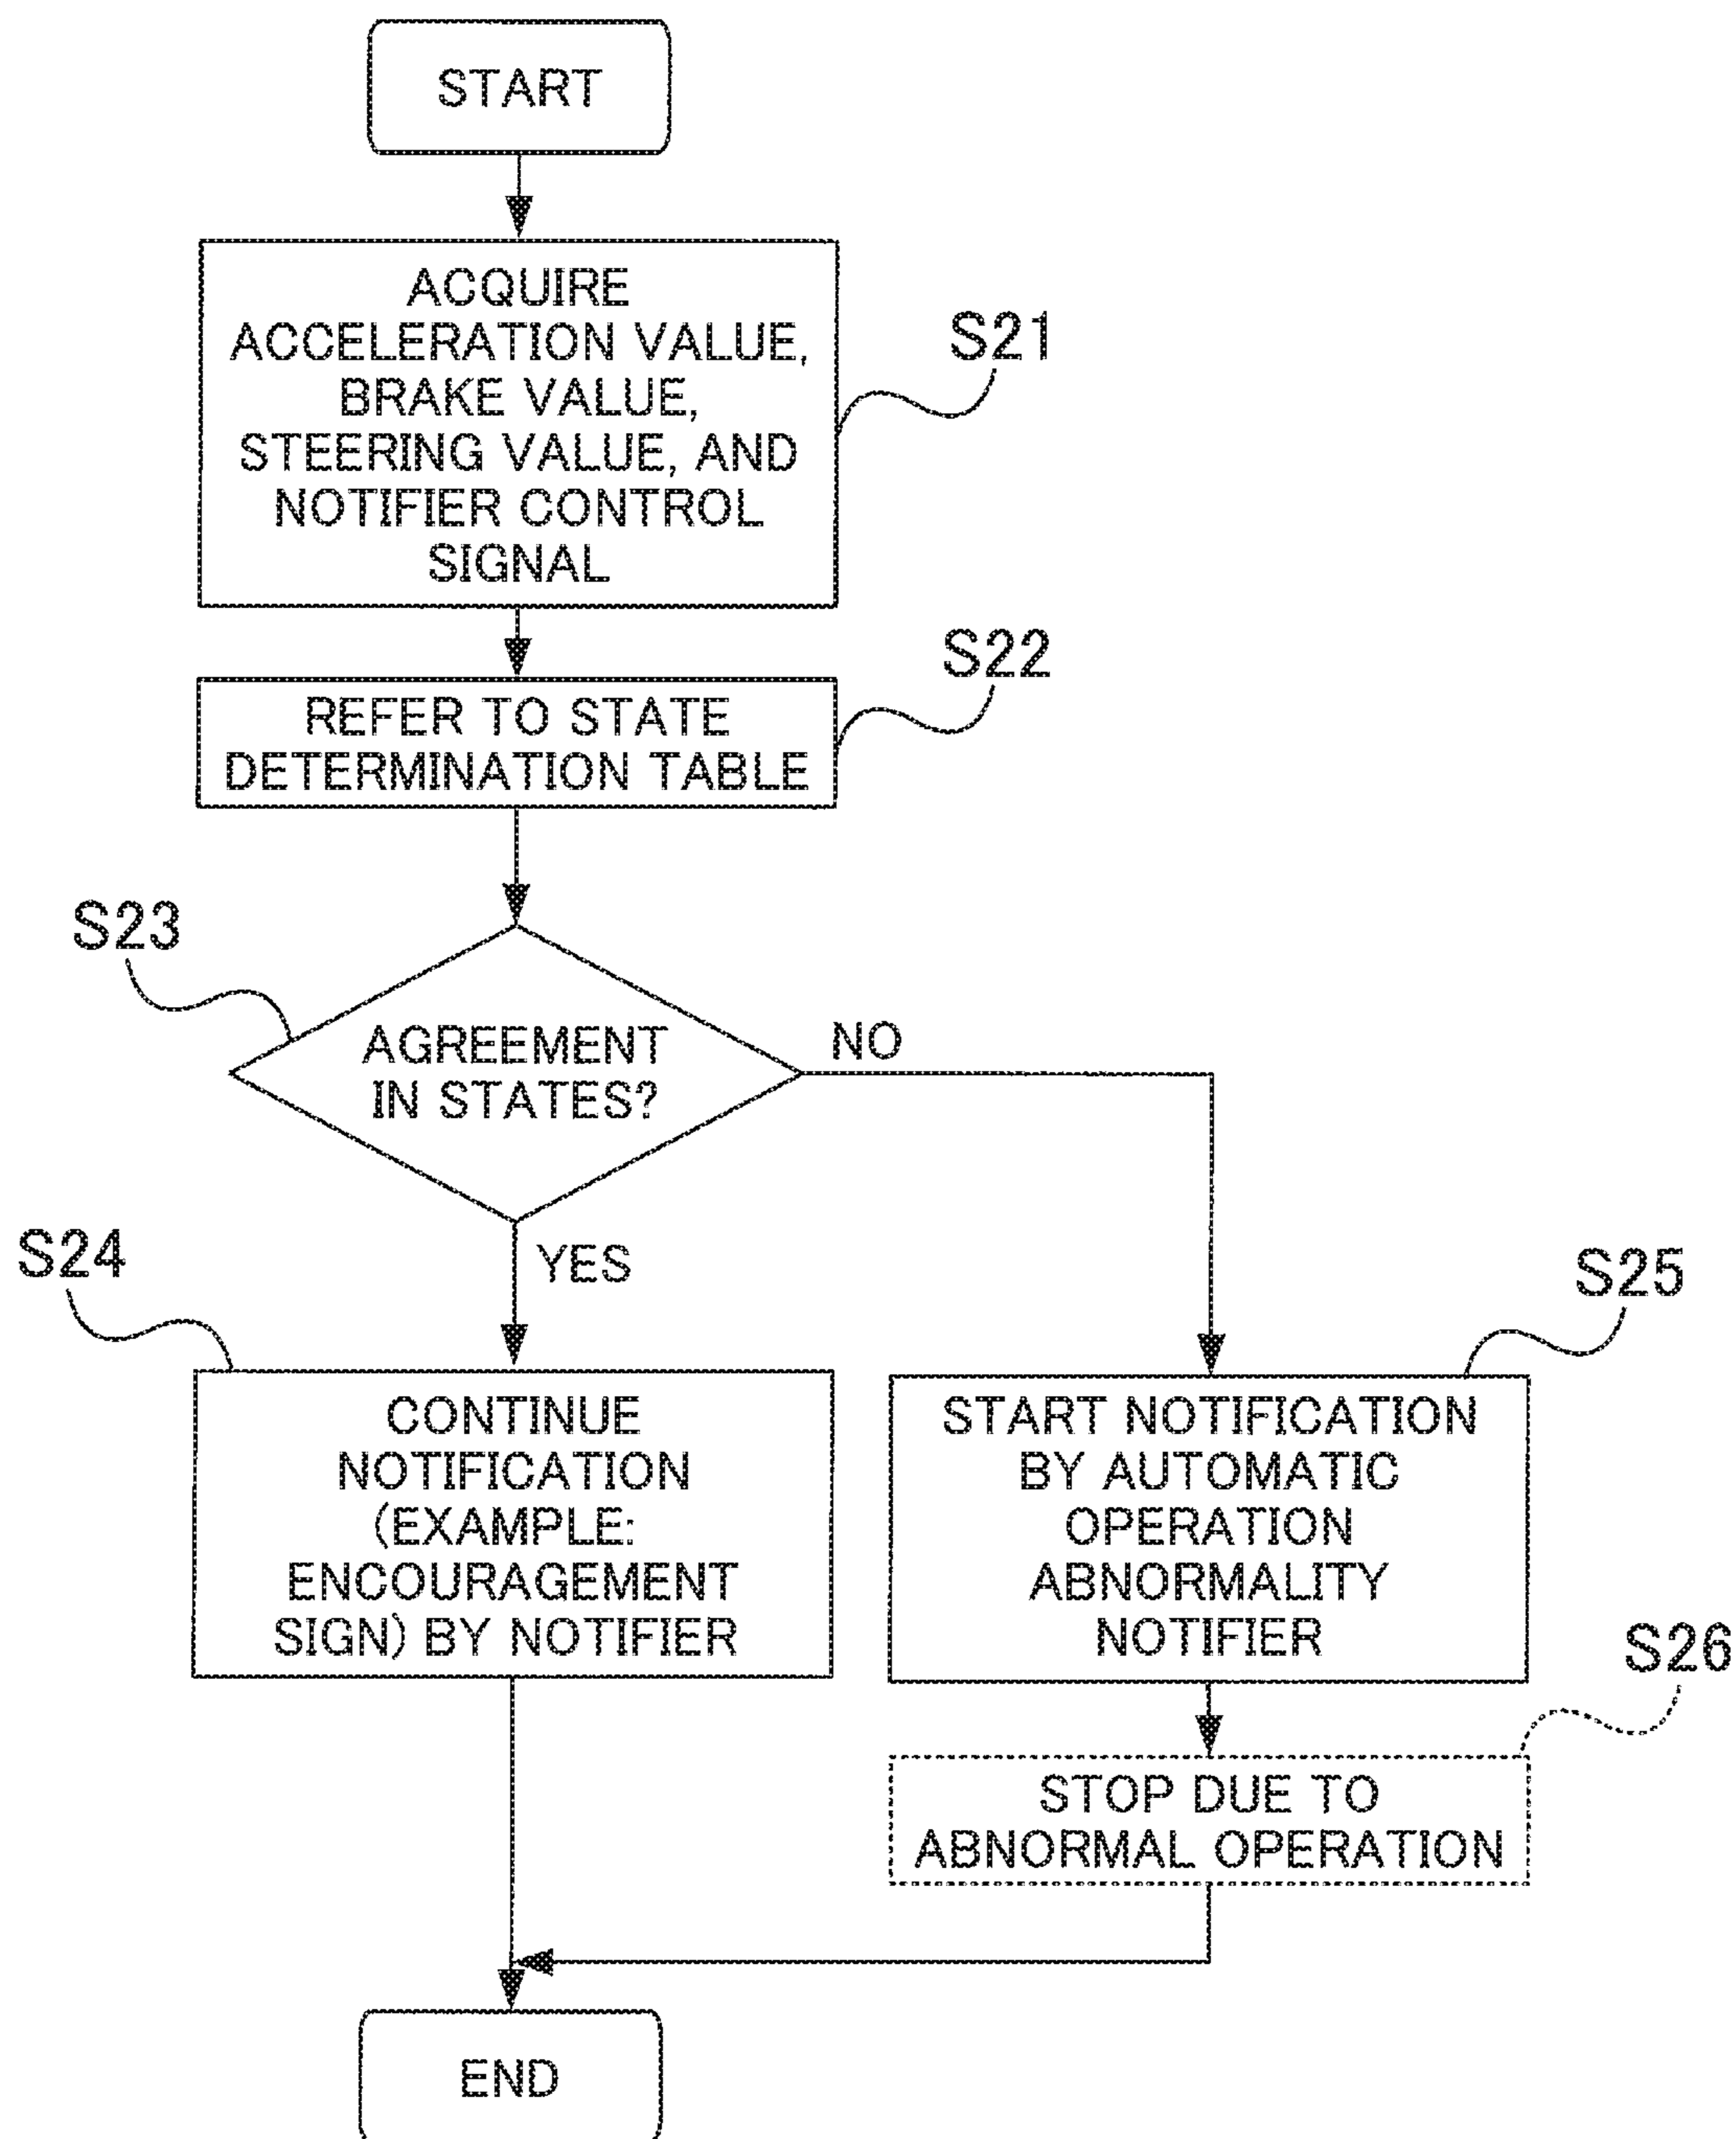 START
ACQUIRE
ACCELERATION VALUE,
BRAKE VALUE,
STEERING VALUE, AND
NOTIFIER CONTROL
SIGNAL
S21
REFER TO STATE
DETERMINATION TABLE
S22
S23
AGREEMENT
IN STATES?
NO
YES
S24
CONTINUE
NOTIFICATION
(EXAMPLE:
ENCOURAGEMENT
SIGN) BY NOTIFIER
S25
START NOTIFICATION
BY AUTOMATIC
OPERATION
ABNORMALITY
NOTIFIER
S26
STOP DUE TO
ABNORMAL OPERATION
END